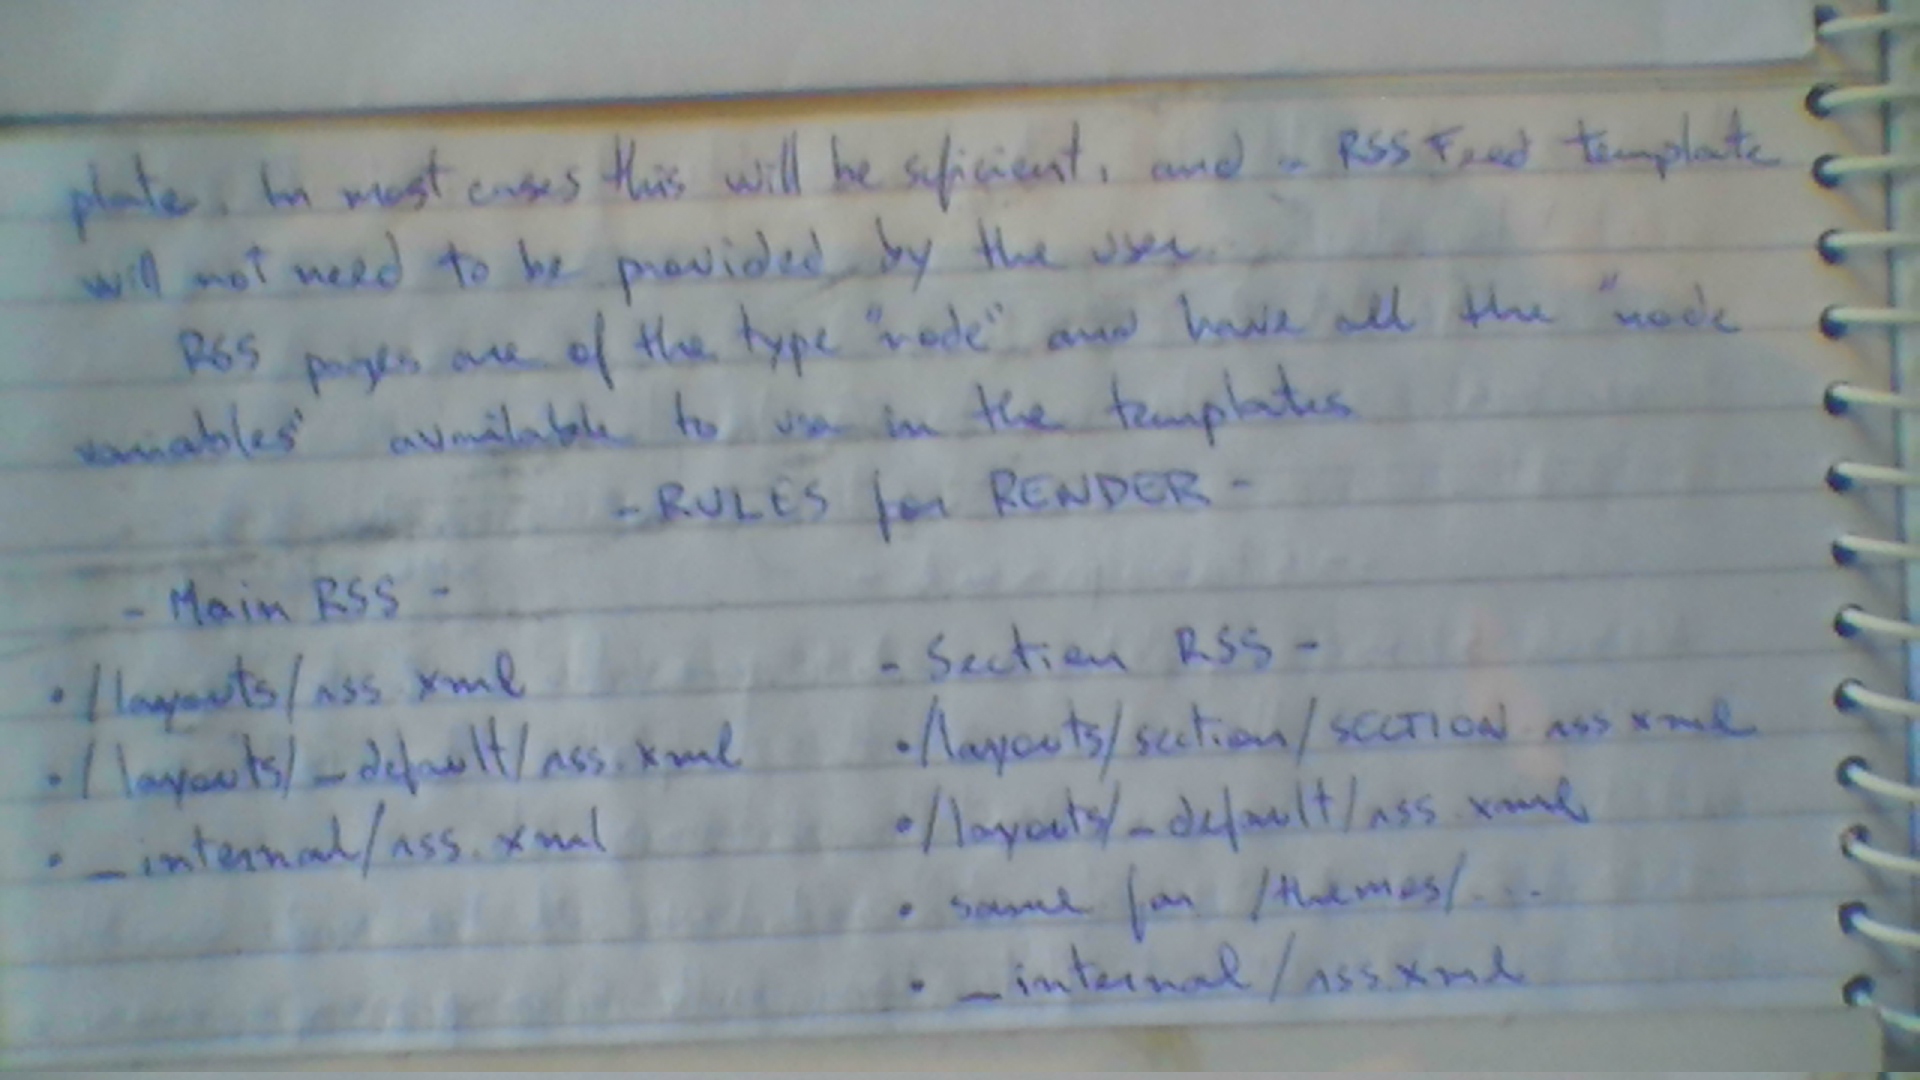 plate. In most cases this will be suficient, and a RSS Feed template
will not need to be provided by the user.
RSS pages are of the type "node" and have all the "node
variables" available to use in the templates
- RULES for RENDER -
- Main RSS -
• /layouts/rss.xml
• /layouts/_default/rss.xml
• _internal/rss.xml
- Section RSS -
• /layouts/section/SECTION.rss.xml
• /layouts/_default/rss.xml
• same for /themes/...
• _internal/rss.xml